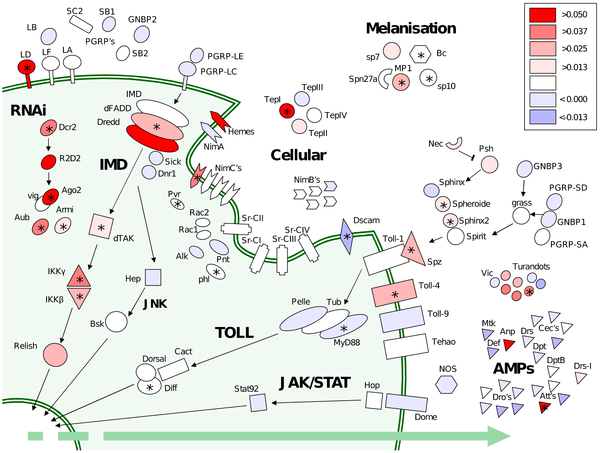 SC2
SB1
GNBP2
LB
PGRP's
SB2
LD
LF
LA
PGRP-LE
PGRP-LC
Melanisation
sp7
Bc
MP1
Spn27a
sp10
>0.050
>0.037
>0.025
>0.013
<0.000
<0.013
RNAi
Dcr2
R2D2
vig
Ago2
Aub
Armi
IMD
dFADD
Dredd
IMD
Sick
Dnr1
Hemes
NimA
NimC's
TepI
TepIII
TepIV
TepII
Cellular
NimB's
Pvr
Rac2
Rac1
Alk
Pnt
phl
Sr-CII
Sr-CI
Sr-CIII
Sr-CIV
Dscam
Nec
Psh
GNBP3
Sphinx
PGRP-SD
Spheroide
grass
Sphinx2
GNBP1
Spirit
PGRP-SA
dTAK
IKKγ
IKKβ
Hep
JNK
Bsk
Relish
Toll-1
Spz
Toll-4
Toll-9
Tehao
Pelle
Tub
MyD88
TOLL
Dorsal
Cact
Diff
JAK/STAT
Stat92
Hop
Dome
NOS
Vic
Turandots
Mtk
Anp
Drs
Cec's
Def
Dpt
DptB
Drs-l
AMPs
Dro's
Att's